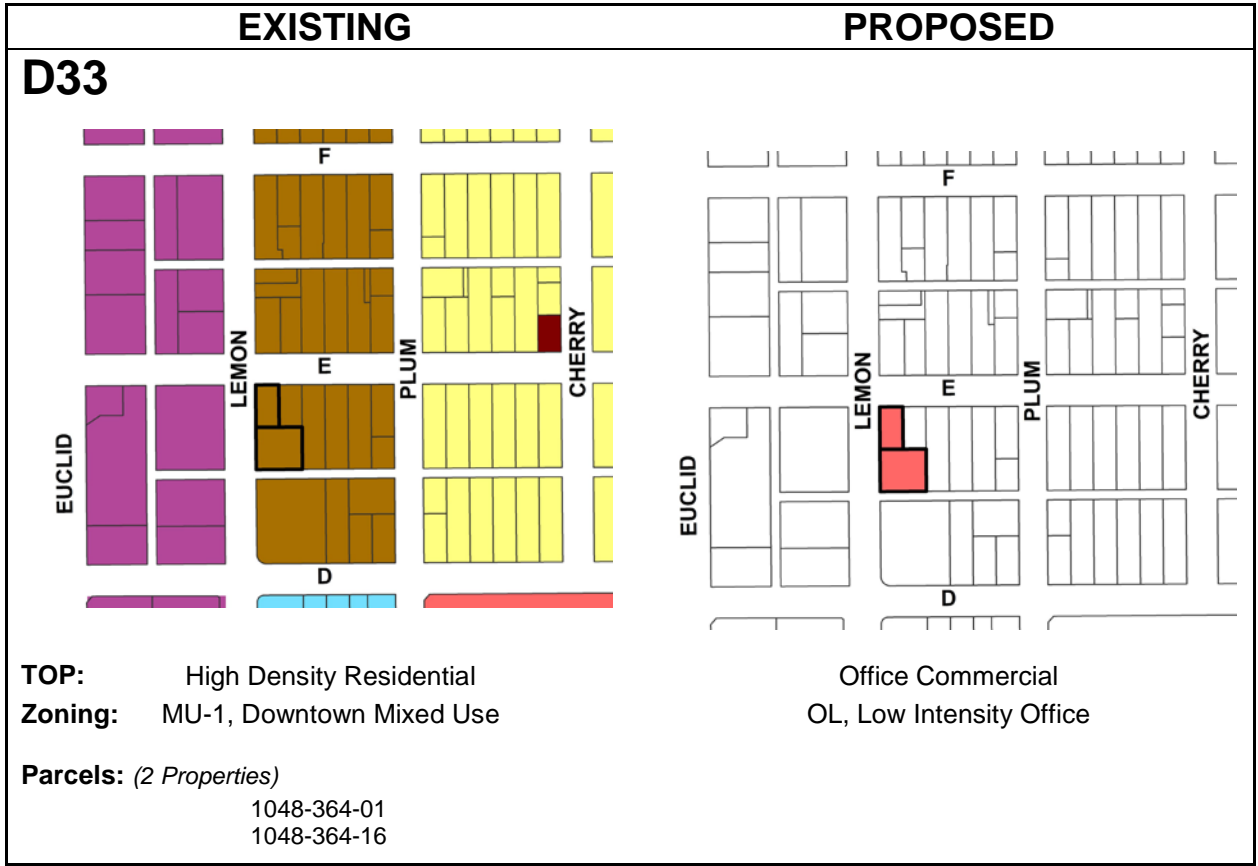 EXISTING
PROPOSED
D33
F
LEMON
PLUM
CHERRY
E
EUCLID
D
F
LEMON
PLUM
CHERRY
E
EUCLID
D
TOP: High Density Residential
Office Commercial
Zoning: MU-1, Downtown Mixed Use
OL, Low Intensity Office
Parcels: (2 Properties)
1048-364-01
1048-364-16